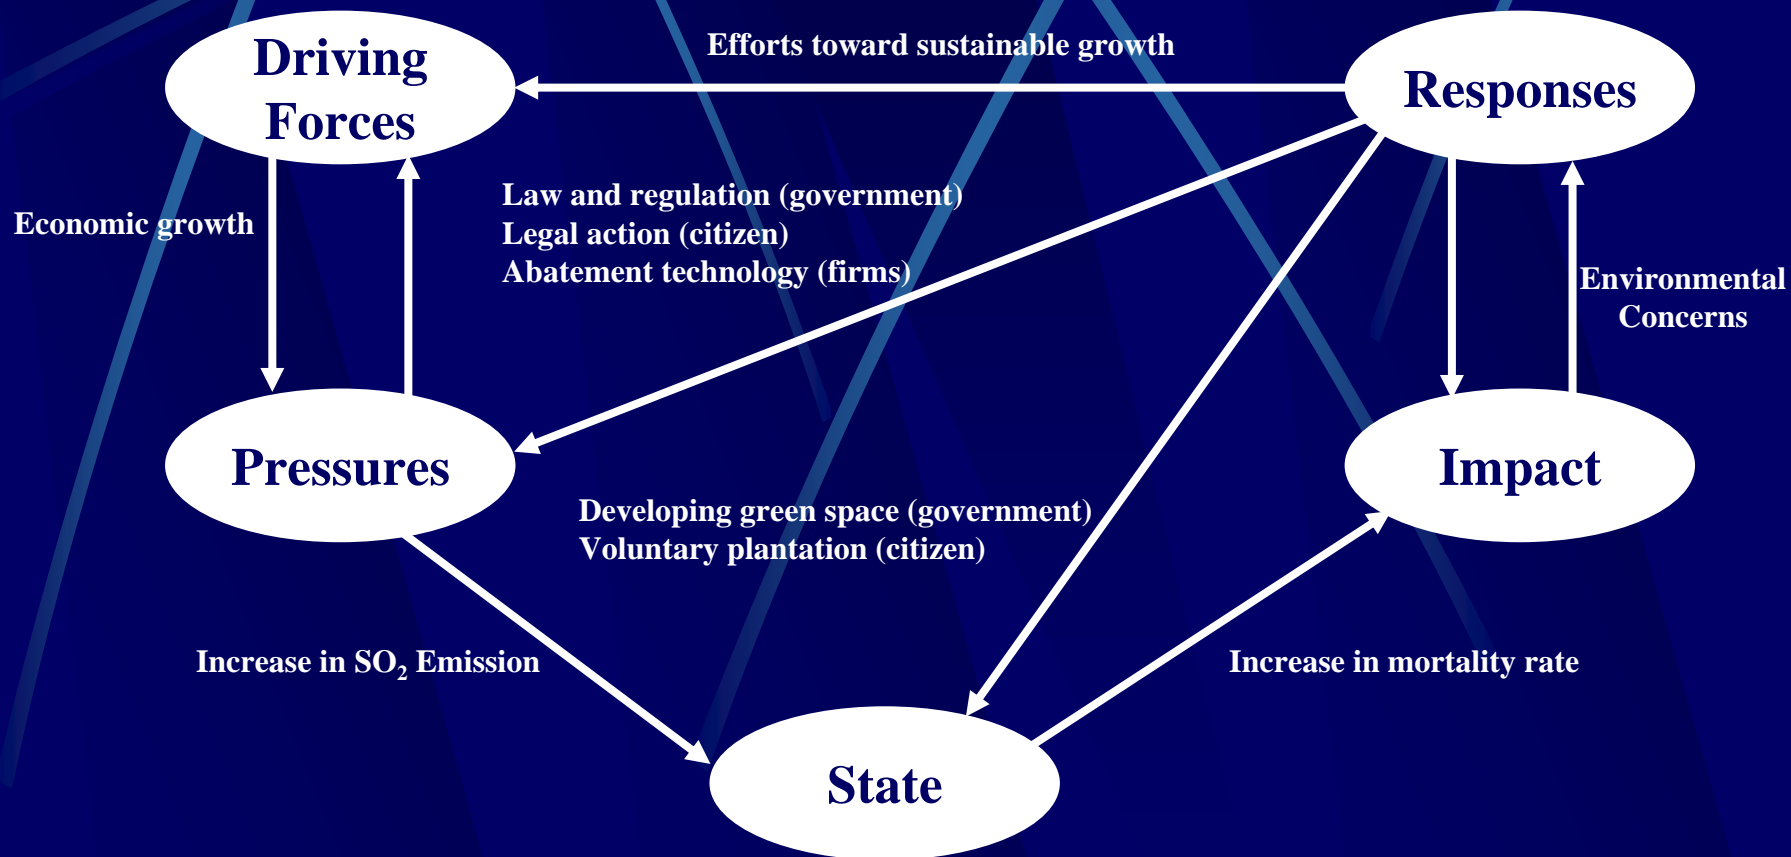 Driving
Forces
Efforts toward sustainable growth
Responses
Law and regulation (government)
Legal action (citizen)
Abatement technology (firms)
Economic growth
Environmental
Concerns
Pressures
Impact
Developing green space (government)
Voluntary plantation (citizen)
Increase in SO₂ Emission
Increase in mortality rate
State